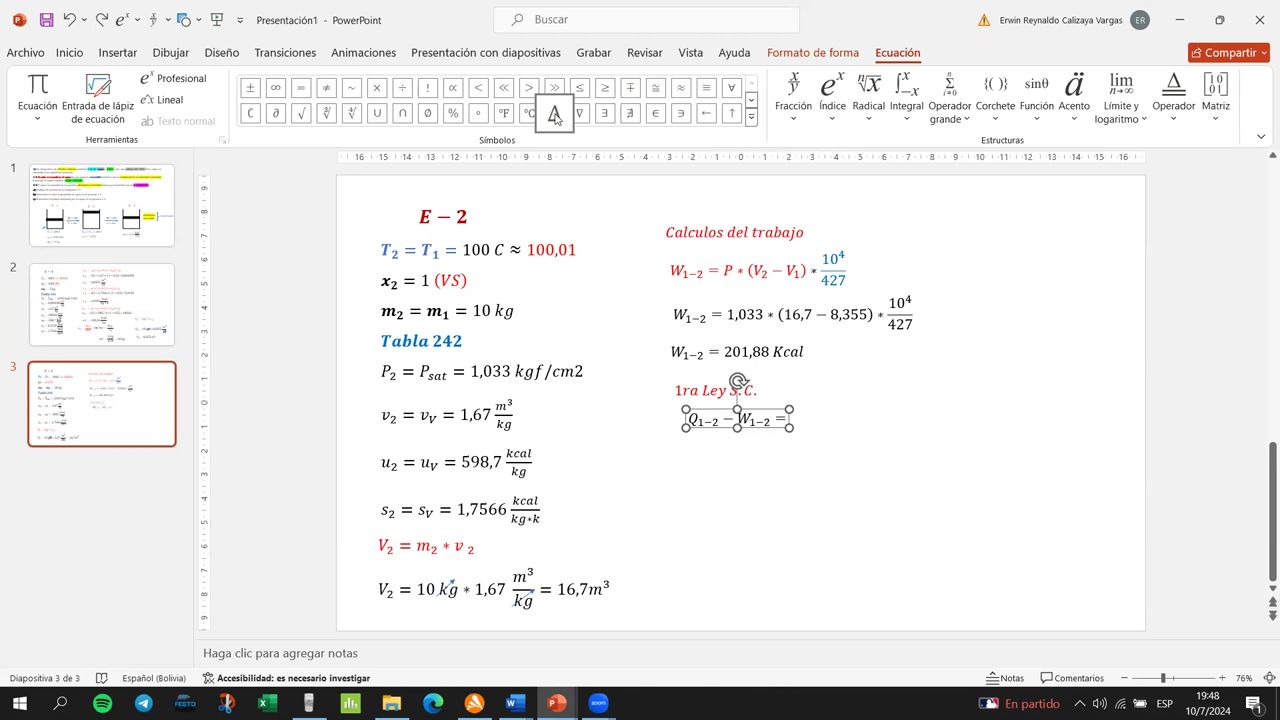 Presentación1 - PowerPoint
Buscar
Erwin Reynaldo Calizaya Vargas
ER
Archivo Inicio Insertar Dibujar Diseño Transiciones Animaciones Presentación con diapositivas Grabar Revisar Vista Ayuda Formato de forma Ecuación
Compartir
Ecuación
Entrada de lápiz de ecuación
Profesional
Lineal
Texto normal
Herramientas
Símbolos
Fracción Índice Radical Integral Operador grande Corchete Función Acento Límite y logaritmo Operador Matriz
Estructuras
E − 2
T₂ = T₁ = 100 C ≈ 100,01
x₂ = 1 (VS)
m₂ = m₁ = 10 kg
Tabla 242
P₂ = Pₛₐₜ = 1,033 kgf/cm2
v₂ = v_V = 1,67 m³/kg
u₂ = u_V = 598,7 kcal/kg
s₂ = s_V = 1,7566 kcal/kg∗k
V₂ = m₂ ∗ v ₂
V₂ = 10 kg ∗ 1,67 m³/kg = 16,7m³
Calculos del trabajo
W₁₋₂ = P ∗ (V₂ − V₁) ∗ 10⁴/427
W₁₋₂ = 1,033 ∗ (16,7 − 8,355) ∗ 10⁴/427
W₁₋₂ = 201,88 Kcal
1ra Ley S.C.
Q₁₋₂ − W₁₋₂ =
Haga clic para agregar notas
Diapositiva 3 de 3
Español (Bolivia)
Accesibilidad: es necesario investigar
Notas
Comentarios
76%
En partido
ESP
19:48
10/7/2024